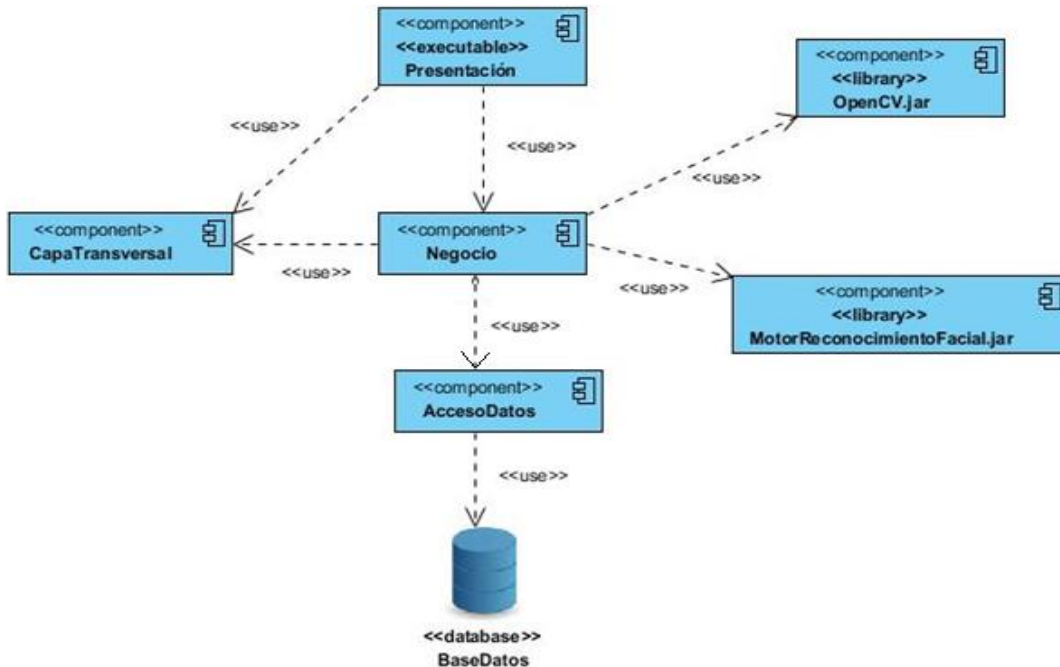 <<component>>
<<executable>>
Presentación
<<component>>
<<library>>
OpenCV.jar
<<use>>
<<use>>
<<use>>
<<component>>
CapaTransversal
<<component>>
Negocio
<<use>>
<<use>>
<<component>>
<<library>>
MotorReconocimientoFacial.jar
<<use>>
<<component>>
AccesoDatos
<<use>>
<<database>>
BaseDatos